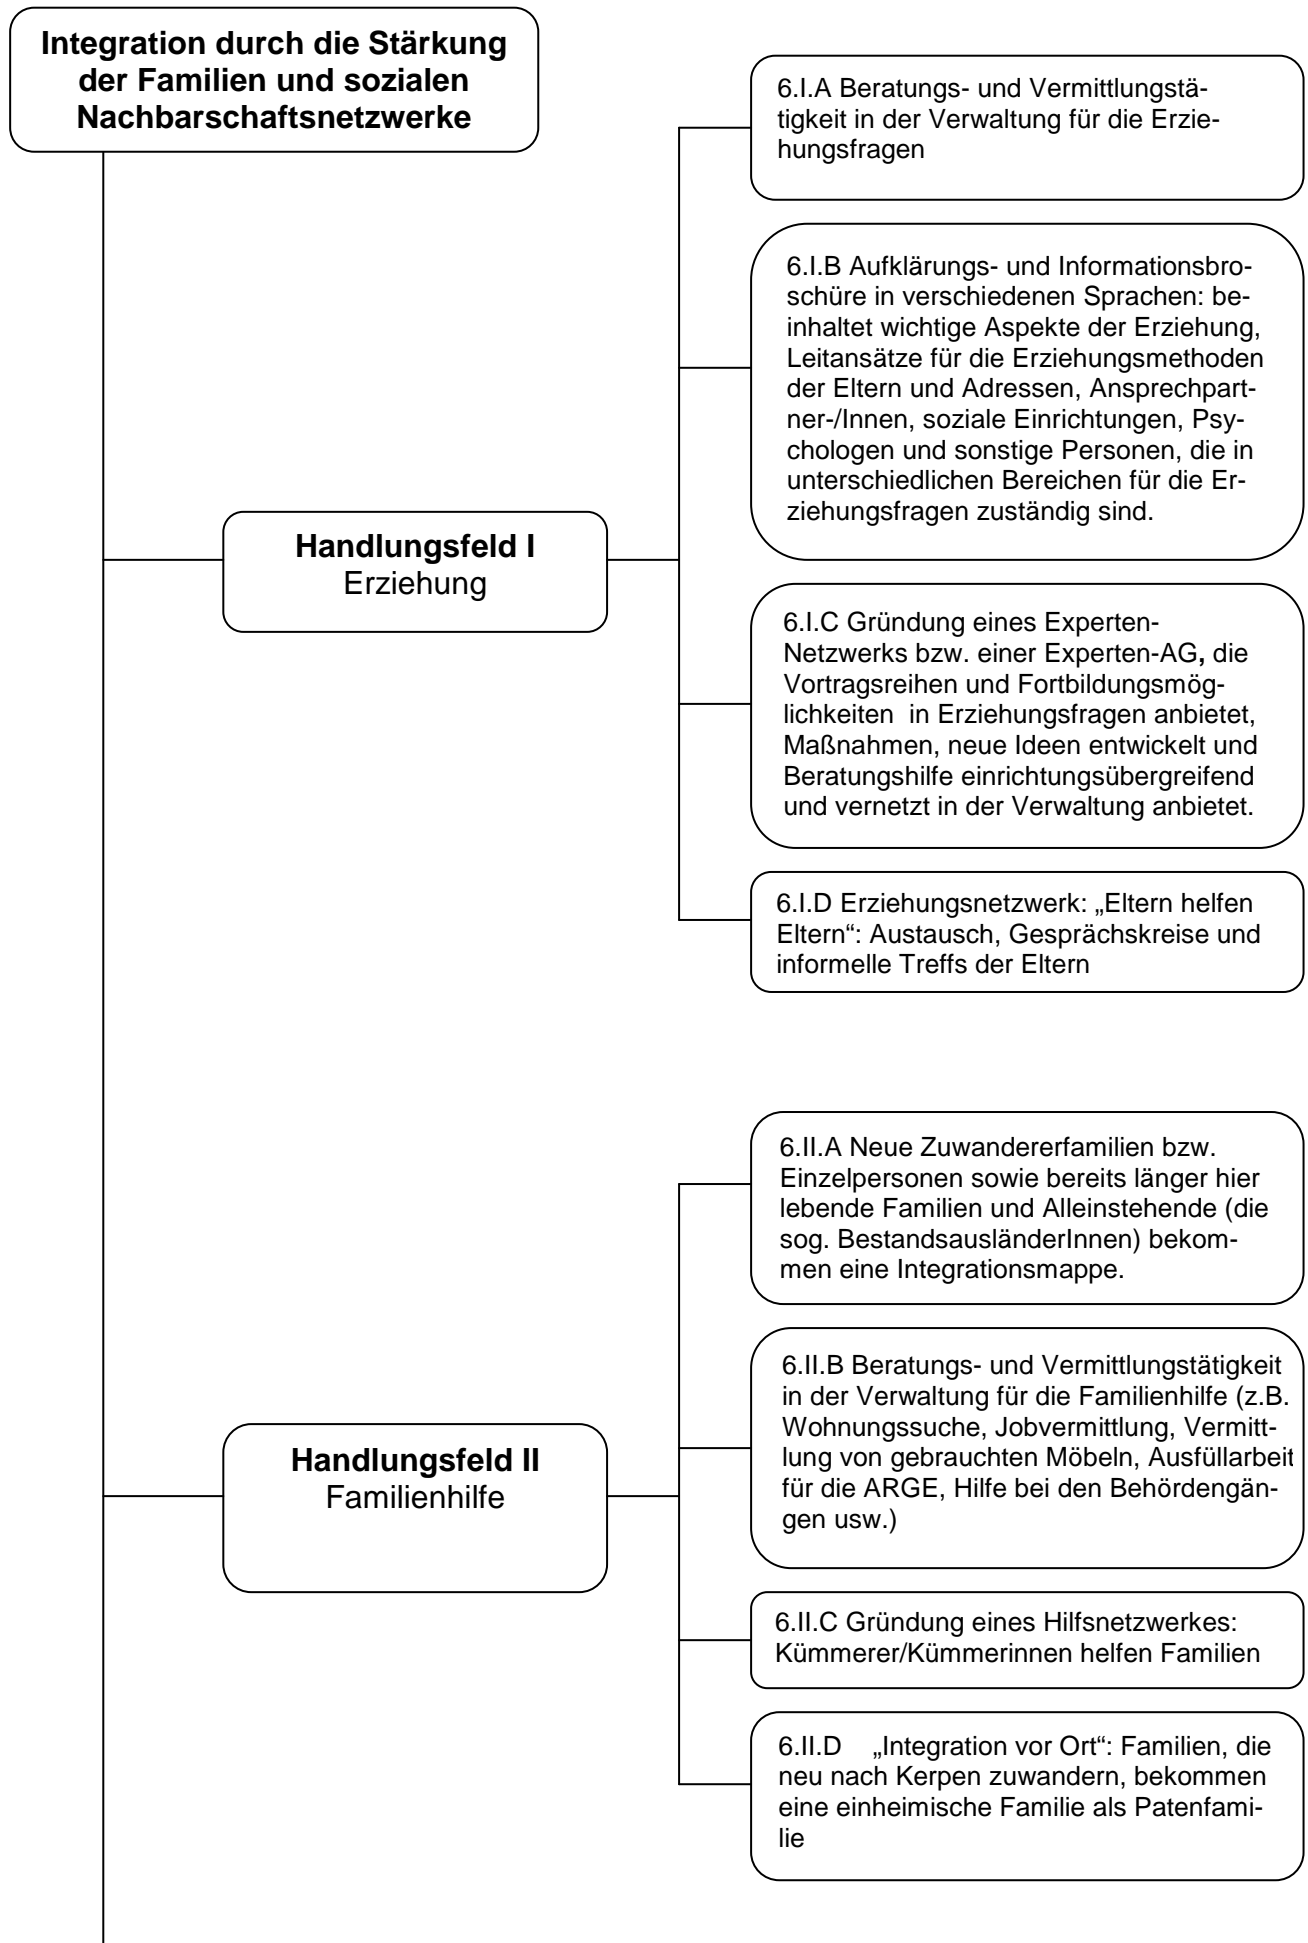 Integration durch die Stärkung
der Familien und sozialen
Nachbarschaftsnetzwerke
6.I.A Beratungs- und Vermittlungstä-
tigkeit in der Verwaltung für die Erzie-
hungsfragen
6.I.B Aufklärungs- und Informationsbro-
schüre in verschiedenen Sprachen: be-
inhaltet wichtige Aspekte der Erziehung,
Leitansätze für die Erziehungsmethoden
der Eltern und Adressen, Ansprechpart-
ner-/Innen, soziale Einrichtungen, Psy-
chologen und sonstige Personen, die in
unterschiedlichen Bereichen für die Er-
ziehungsfragen zuständig sind.
Handlungsfeld I
Erziehung
6.I.C Gründung eines Experten-
Netzwerks bzw. einer Experten-AG, die
Vortragsreihen und Fortbildungsmög-
lichkeiten in Erziehungsfragen anbietet,
Maßnahmen, neue Ideen entwickelt und
Beratungshilfe einrichtungsübergreifend
und vernetzt in der Verwaltung anbietet.
6.I.D Erziehungsnetzwerk: „Eltern helfen
Eltern“: Austausch, Gesprächskreise und
informelle Treffs der Eltern
6.II.A Neue Zuwandererfamilien bzw.
Einzelpersonen sowie bereits länger hier
lebende Familien und Alleinstehende (die
sog. BestandsausländerInnen) bekom-
men eine Integrationsmappe.
6.II.B Beratungs- und Vermittlungstätigkeit
in der Verwaltung für die Familienhilfe (z.B.
Wohnungssuche, Jobvermittlung, Vermitt-
lung von gebrauchten Möbeln, Ausfüllarbeit
für die ARGE, Hilfe bei den Behördengän-
gen usw.)
Handlungsfeld II
Familienhilfe
6.II.C Gründung eines Hilfsnetzwerkes:
Kümmerer/Kümmerinnen helfen Familien
6.II.D „Integration vor Ort“: Familien, die
neu nach Kerpen zuwandern, bekommen
eine einheimische Familie als Patenfami-
lie